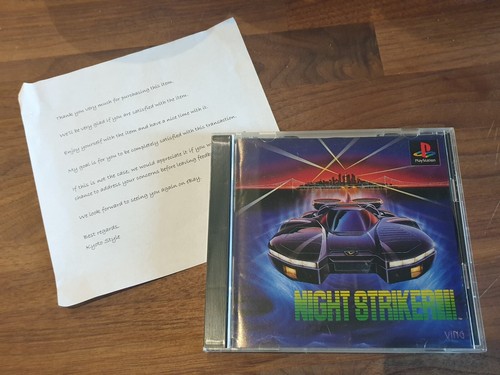 Thank you very much for purchasing this item.
We'll be very glad if you are satisfied with the item.
Enjoy yourself with the item and have a nice time with it.
My goal is for you to be completely satisfied with this transaction.
If this is not the case, we would appreciate it if you
chance to address your concerns before leaving
We look forward to seeing you again on eBay.
Best regards,
Kyoto Style
PlayStation
NIGHT STRIKER
ving